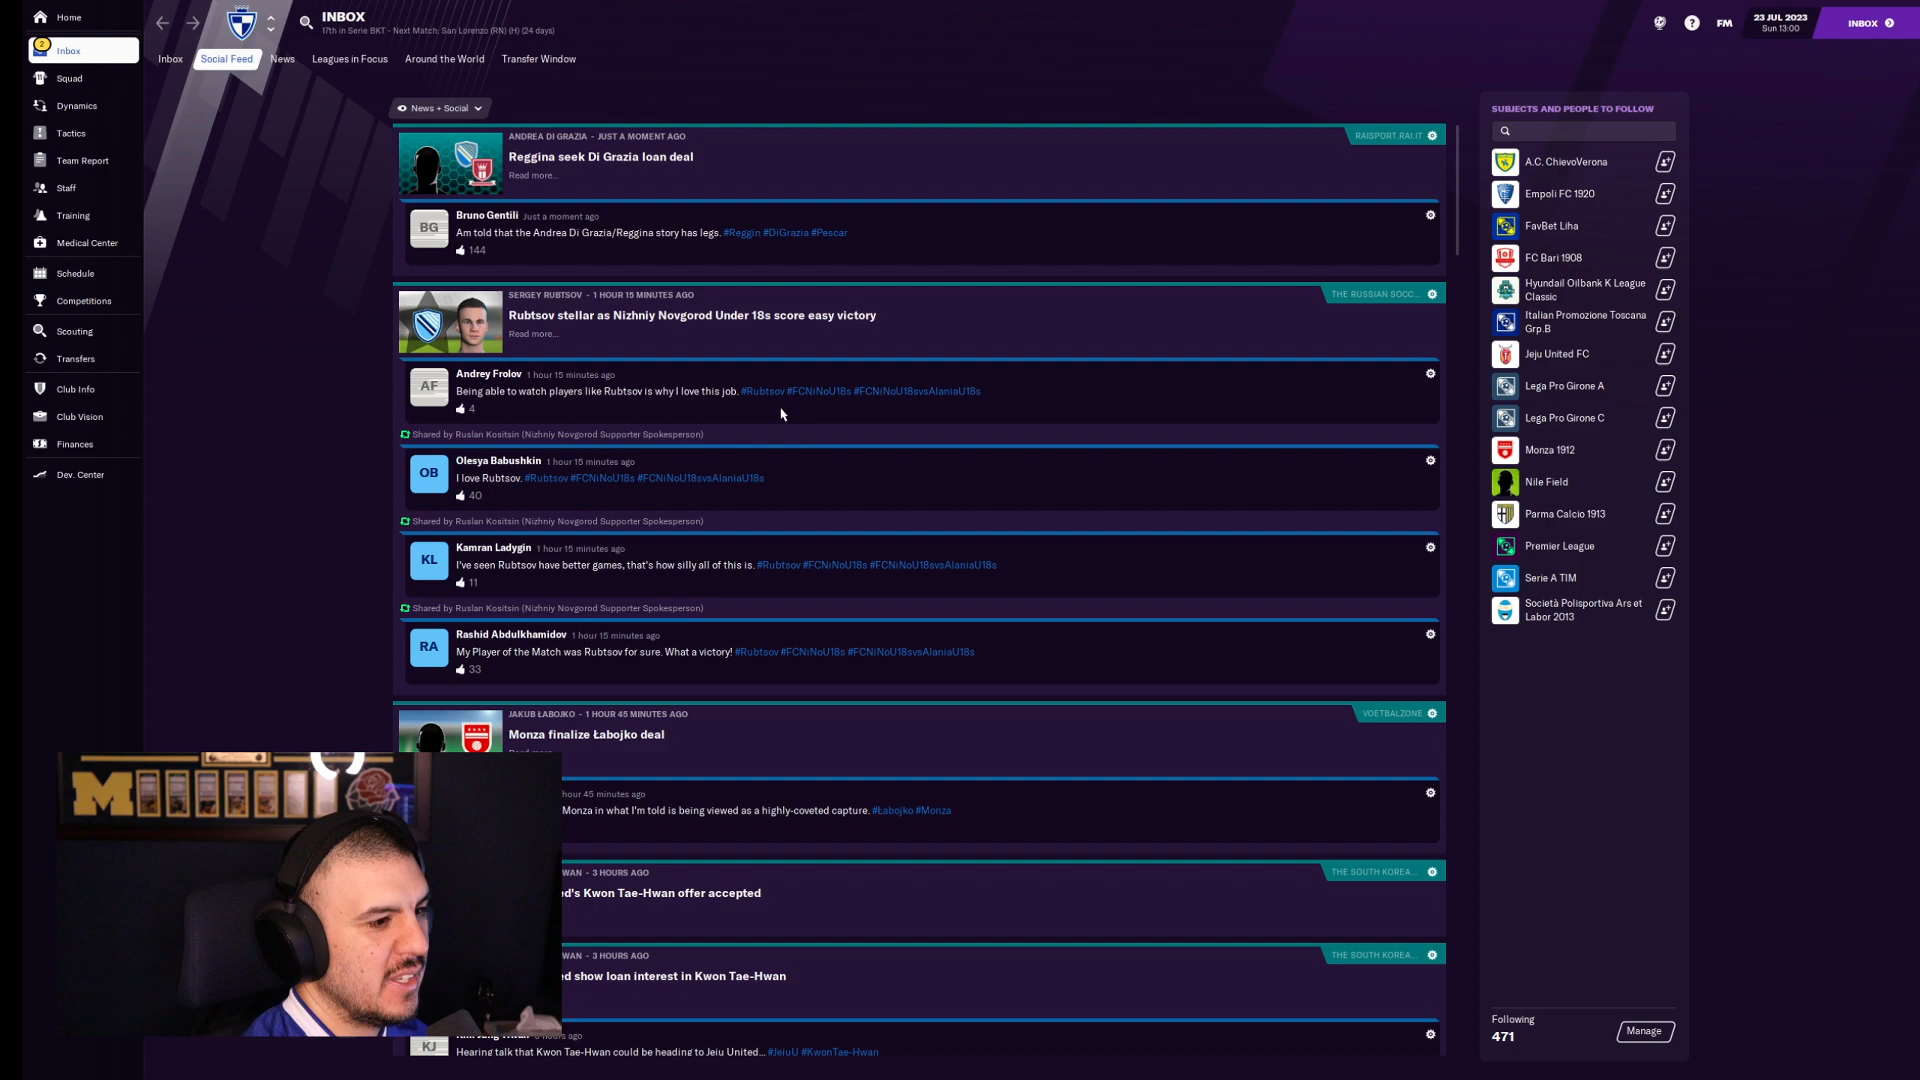 Home
2
Inbox
Squad
Dynamics
Tactics
Team Report
Staff
Training
Medical Center
Schedule
Competitions
Scouting
Transfers
Club Info
Club Vision
Finances
Dev. Center
INBOX
17th in Serie BKT - Next Match: San Lorenzo (RN) (H) (24 days)
FM
23 JUL 2023
Sun 13:00
INBOX
Inbox
Social Feed
News
Leagues in Focus
Around the World
Transfer Window
News + Social
ANDREA DI GRAZIA - JUST A MOMENT AGO
RAISPORT.RAI.IT
Reggina seek Di Grazia loan deal
Read more...
BG
Bruno Gentili Just a moment ago
Am told that the Andrea Di Grazia/Reggina story has legs. #Reggin #DiGrazia #Pescar
144
SERGEY RUBTSOV - 1 HOUR 15 MINUTES AGO
THE RUSSIAN SOCC...
Rubtsov stellar as Nizhniy Novgorod Under 18s score easy victory
Read more...
AF
Andrey Frolov 1 hour 15 minutes ago
Being able to watch players like Rubtsov is why I love this job. #Rubtsov #FCNiNoU18s #FCNiNoU18svsAlaniaU18s
4
Shared by Ruslan Kositsin (Nizhniy Novgorod Supporter Spokesperson)
OB
Olesya Babushkin 1 hour 15 minutes ago
I love Rubtsov. #Rubtsov #FCNiNoU18s #FCNiNoU18svsAlaniaU18s
40
Shared by Ruslan Kositsin (Nizhniy Novgorod Supporter Spokesperson)
KL
Kamran Ladygin 1 hour 15 minutes ago
I've seen Rubtsov have better games, that's how silly all of this is. #Rubtsov #FCNiNoU18s #FCNiNoU18svsAlaniaU18s
11
Shared by Ruslan Kositsin (Nizhniy Novgorod Supporter Spokesperson)
RA
Rashid Abdulkhamidov 1 hour 15 minutes ago
My Player of the Match was Rubtsov for sure. What a victory! #Rubtsov #FCNiNoU18s #FCNiNoU18svsAlaniaU18s
33
JAKUB ŁABOJKO - 1 HOUR 45 MINUTES AGO
VOETBALZONE
Monza finalize Łabojko deal
hour 45 minutes ago
Monza in what I'm told is being viewed as a highly-coveted capture. #Łabojko #Monza
WAN - 3 HOURS AGO
THE SOUTH KOREA...
ed's Kwon Tae-Hwan offer accepted
WAN - 3 HOURS AGO
THE SOUTH KOREA...
ed show loan interest in Kwon Tae-Hwan
KJ
hours ago
Hearing talk that Kwon Tae-Hwan could be heading to Jeju United... #JejuU #KwonTae-Hwan
SUBJECTS AND PEOPLE TO FOLLOW
A.C. ChievoVerona
Empoli FC 1920
FavBet Liha
FC Bari 1908
Hyundail Oilbank K League
Classic
Italian Promozione Toscana
Grp.B
Jeju United FC
Lega Pro Girone A
Lega Pro Girone C
Monza 1912
Nile Field
Parma Calcio 1913
Premier League
Serie A TIM
Società Polisportiva Ars et
Labor 2013
Following
471
Manage
M